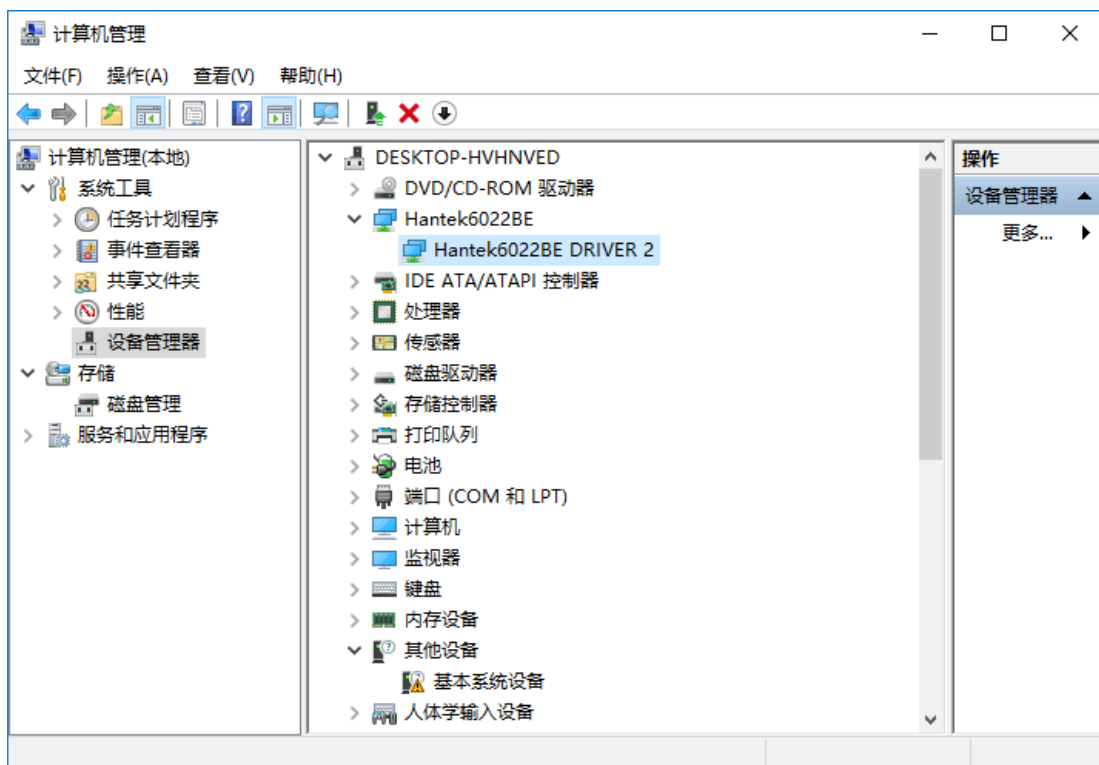 计算机管理
文件(F) 操作(A) 查看(V) 帮助(H)
计算机管理(本地)
系统工具
任务计划程序
事件查看器
共享文件夹
性能
设备管理器
存储
磁盘管理
服务和应用程序
DESKTOP-HVHNVED
DVD/CD-ROM 驱动器
Hantek6022BE
Hantek6022BE DRIVER 2
IDE ATA/ATAPI 控制器
处理器
传感器
磁盘驱动器
存储控制器
打印队列
电池
端口 (COM 和 LPT)
计算机
监视器
键盘
内存设备
其他设备
基本系统设备
人体学输入设备
操作
设备管理器
更多...